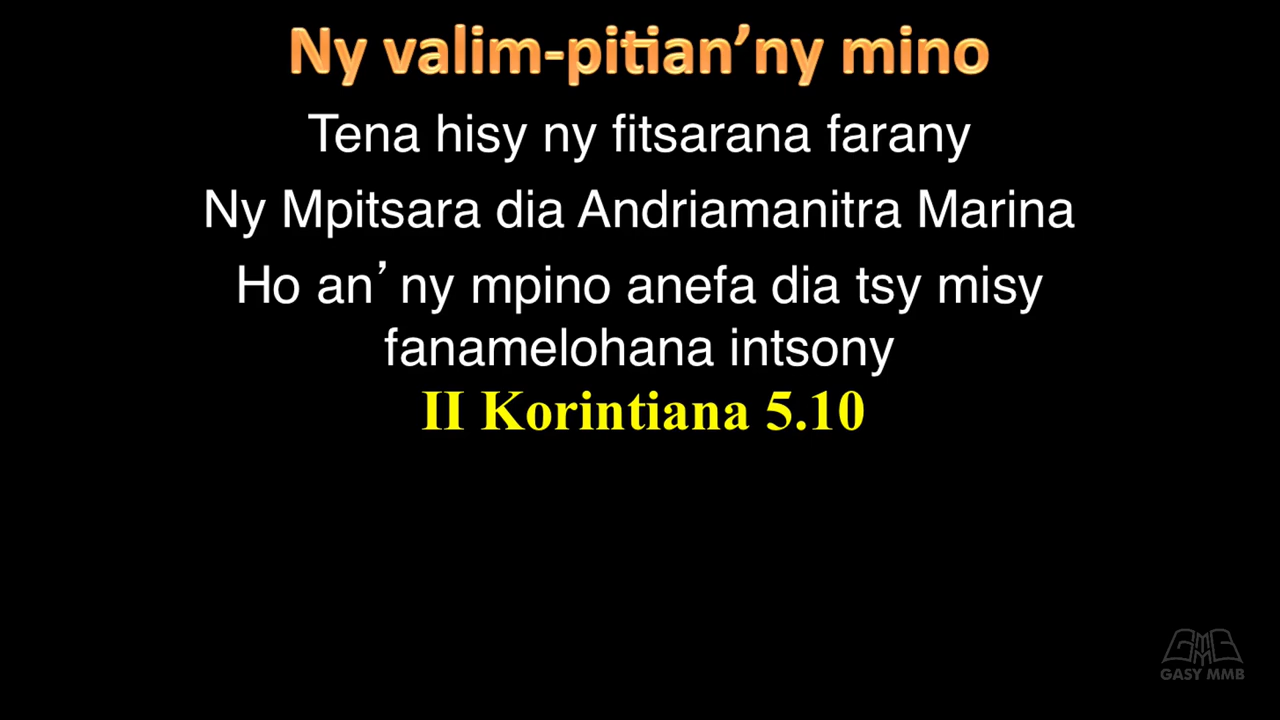 Ny valim-pitian’ny mino
Tena hisy ny fitsarana farany
Ny Mpitsara dia Andriamanitra Marina
Ho an’ ny mpino anefa dia tsy misy
fanamelohana intsony
II Korintiana 5.10
GMMB
GASY MMB